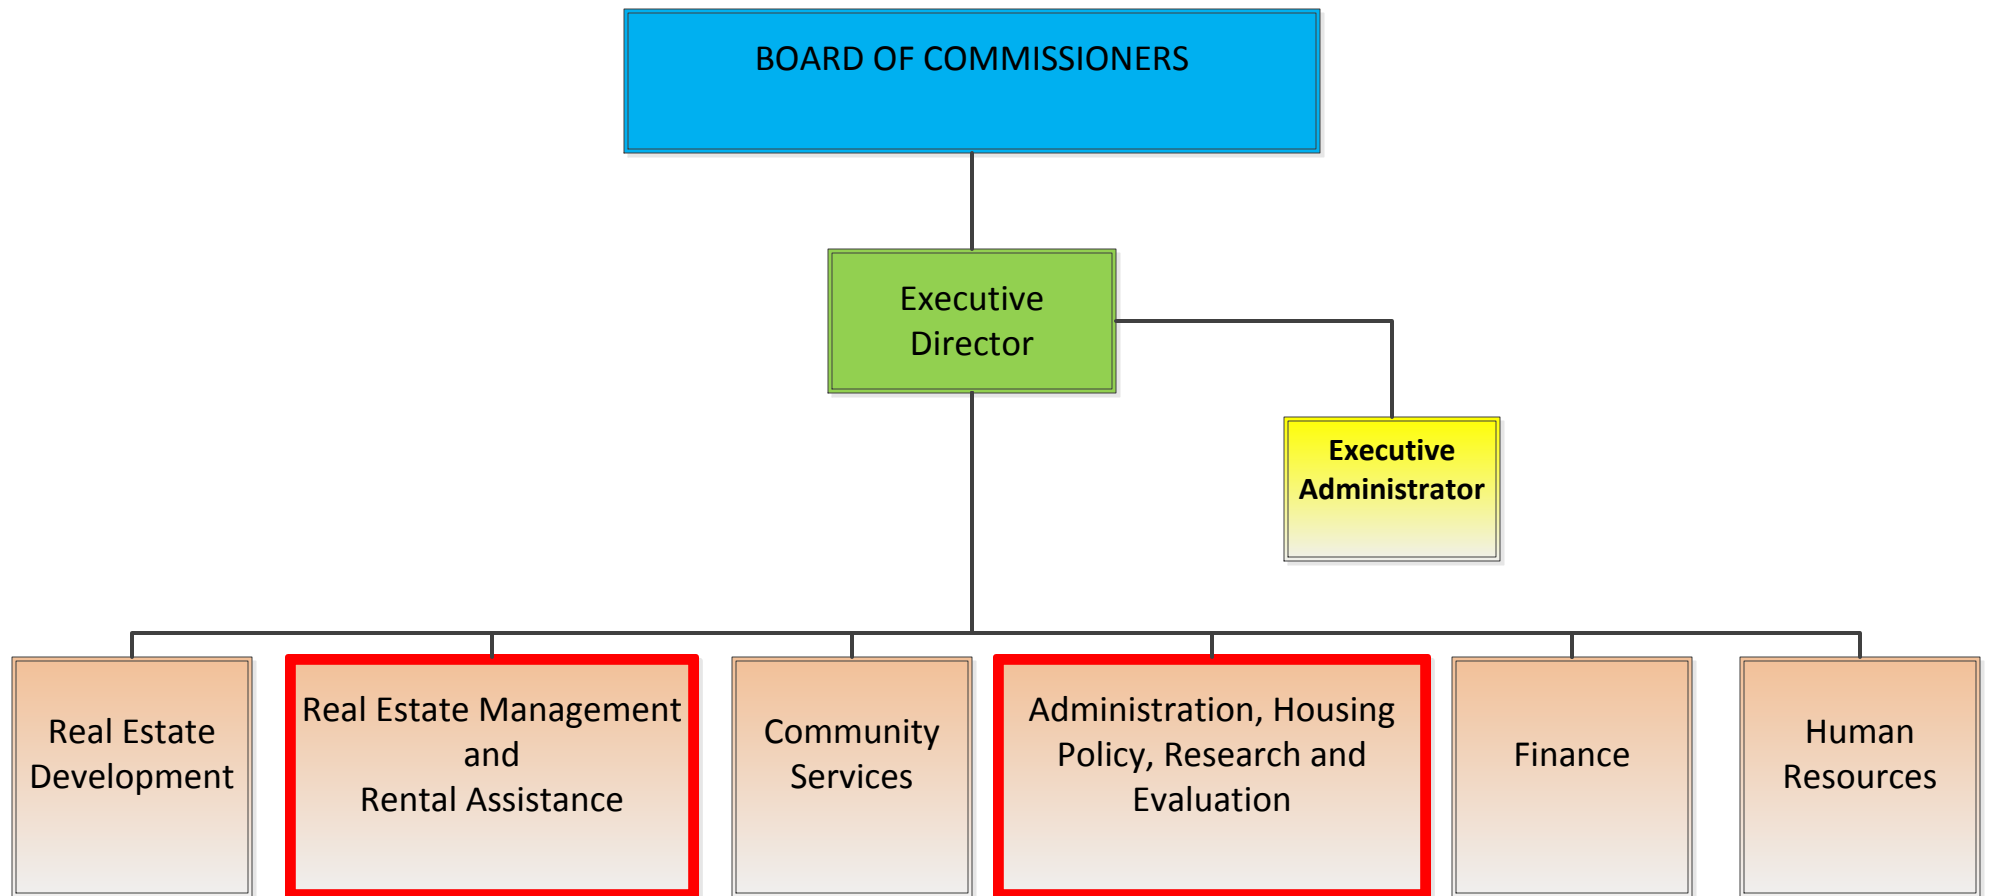 BOARD OF COMMISSIONERS
Executive
Director
Executive
Administrator
Real Estate
Development
Real Estate Management
and
Rental Assistance
Community
Services
Administration, Housing
Policy, Research and
Evaluation
Finance
Human
Resources